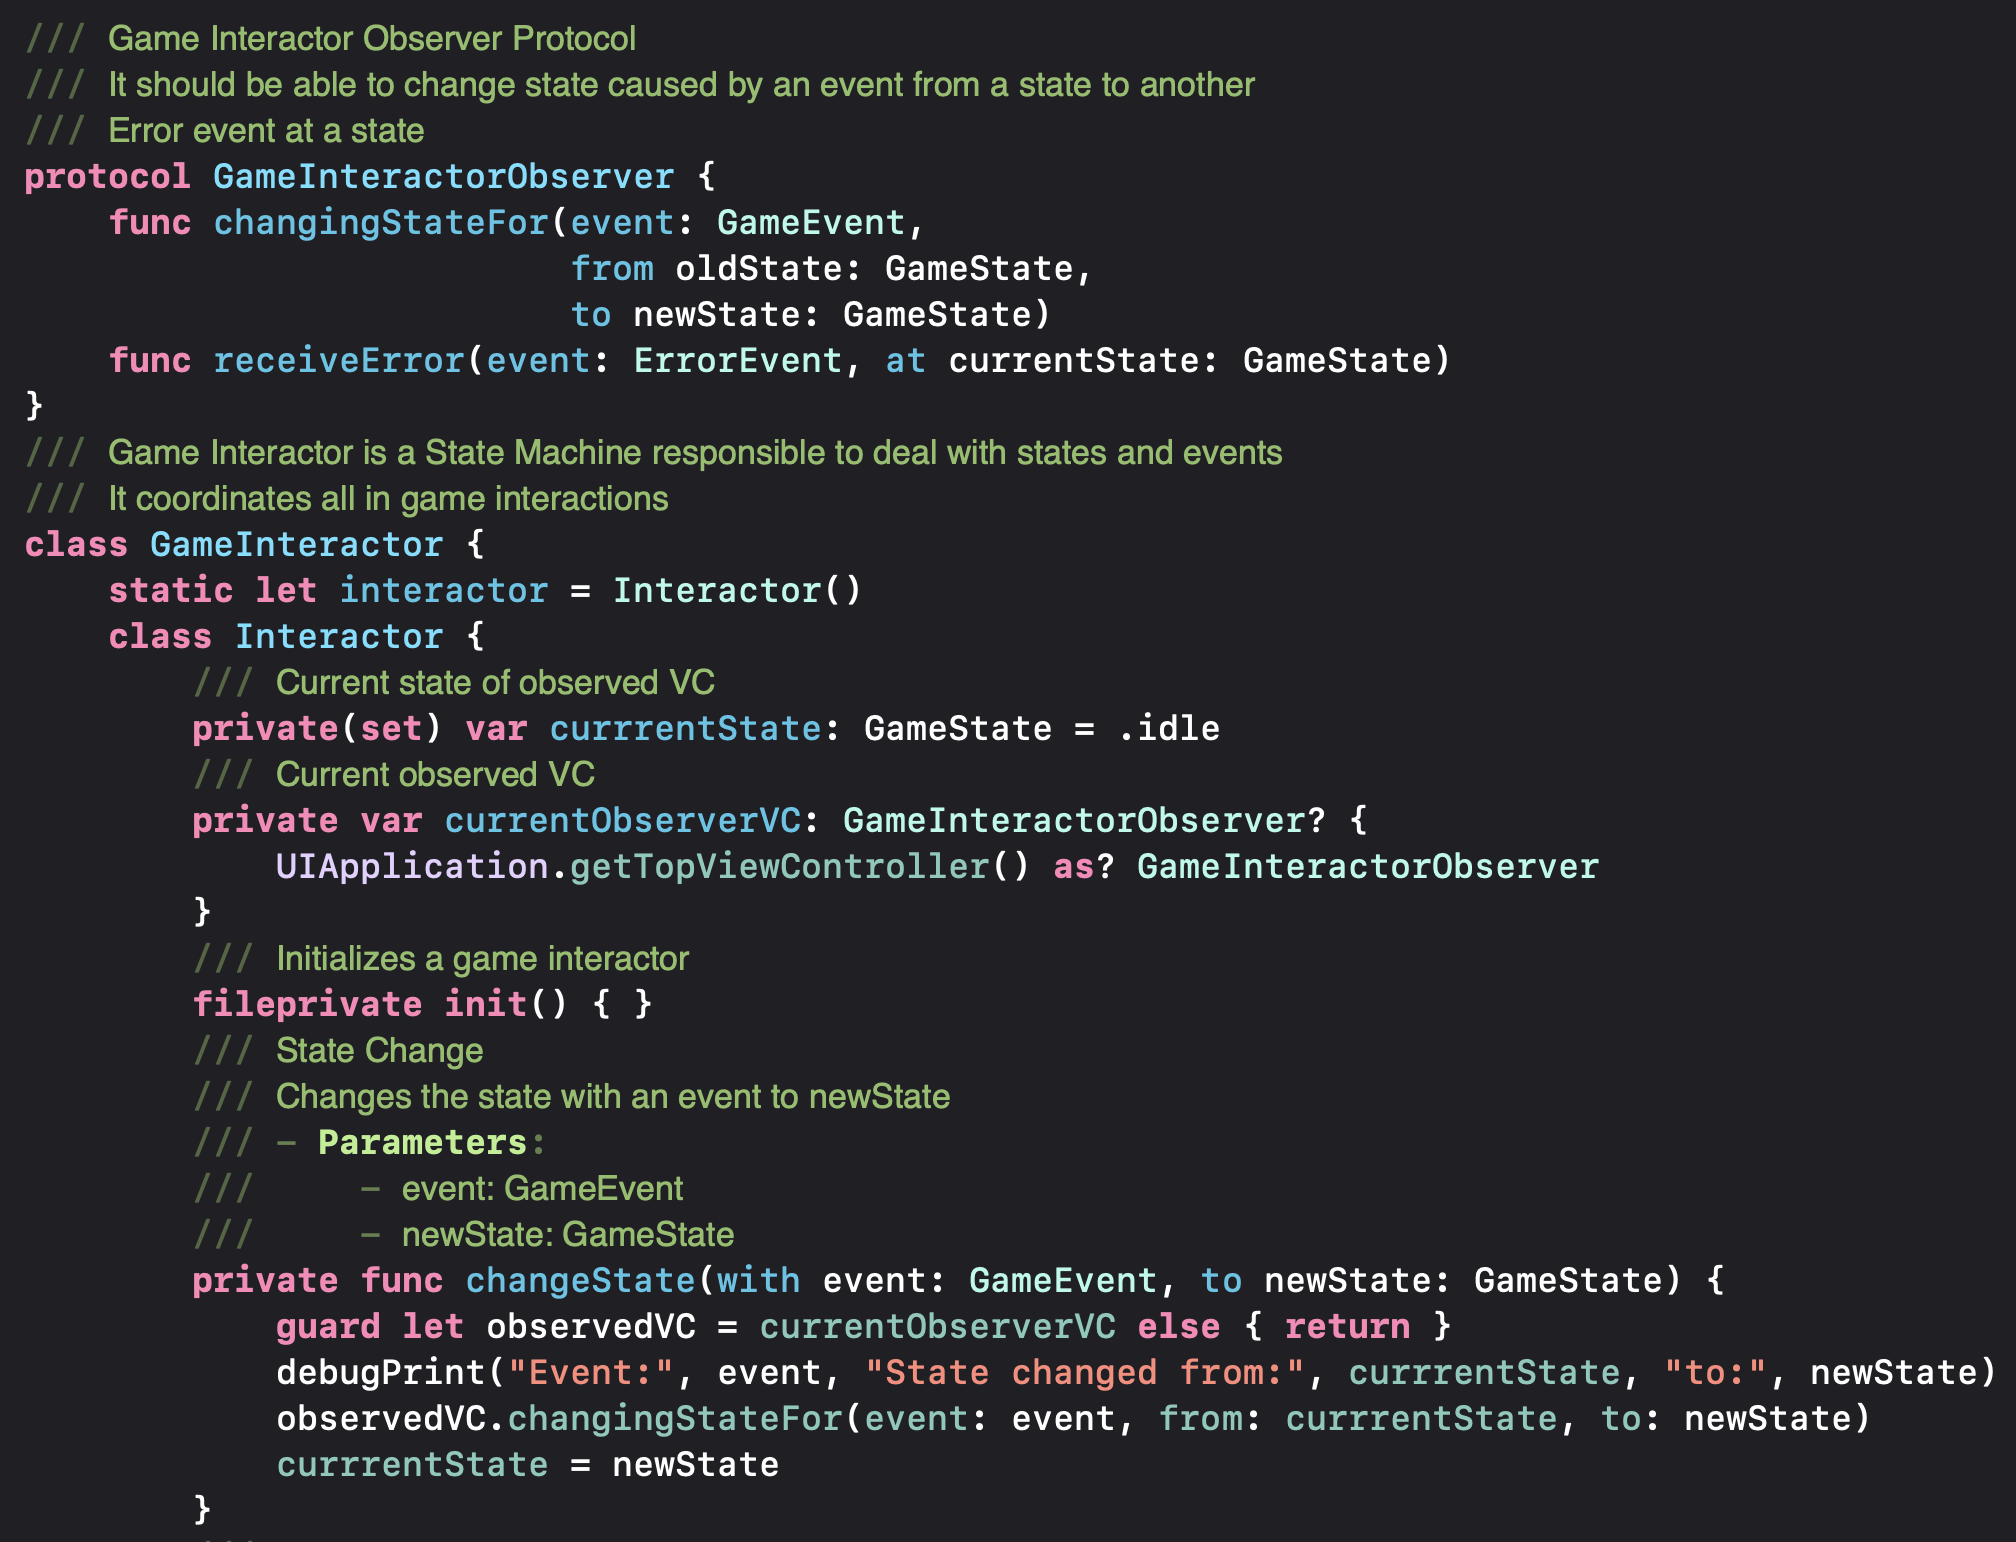 /// Game Interactor Observer Protocol
/// It should be able to change state caused by an event from a state to another
/// Error event at a state
protocol GameInteractorObserver {
    func changingStateFor(event: GameEvent,
                          from oldState: GameState,
                          to newState: GameState)
    func receiveError(event: ErrorEvent, at currentState: GameState)
}
/// Game Interactor is a State Machine responsible to deal with states and events
/// It coordinates all in game interactions
class GameInteractor {
    static let interactor = Interactor()
    class Interactor {
        /// Current state of observed VC
        private(set) var currrentState: GameState = .idle
        /// Current observed VC
        private var currentObserverVC: GameInteractorObserver? {
            UIApplication.getTopViewController() as? GameInteractorObserver
        }
        /// Initializes a game interactor
        fileprivate init() { }
        /// State Change
        /// Changes the state with an event to newState
        /// - Parameters:
        ///     - event: GameEvent
        ///     - newState: GameState
        private func changeState(with event: GameEvent, to newState: GameState) {
            guard let observedVC = currentObserverVC else { return }
            debugPrint("Event:", event, "State changed from:", currrentState, "to:", newState)
            observedVC.changingStateFor(event: event, from: currrentState, to: newState)
            currrentState = newState
        }